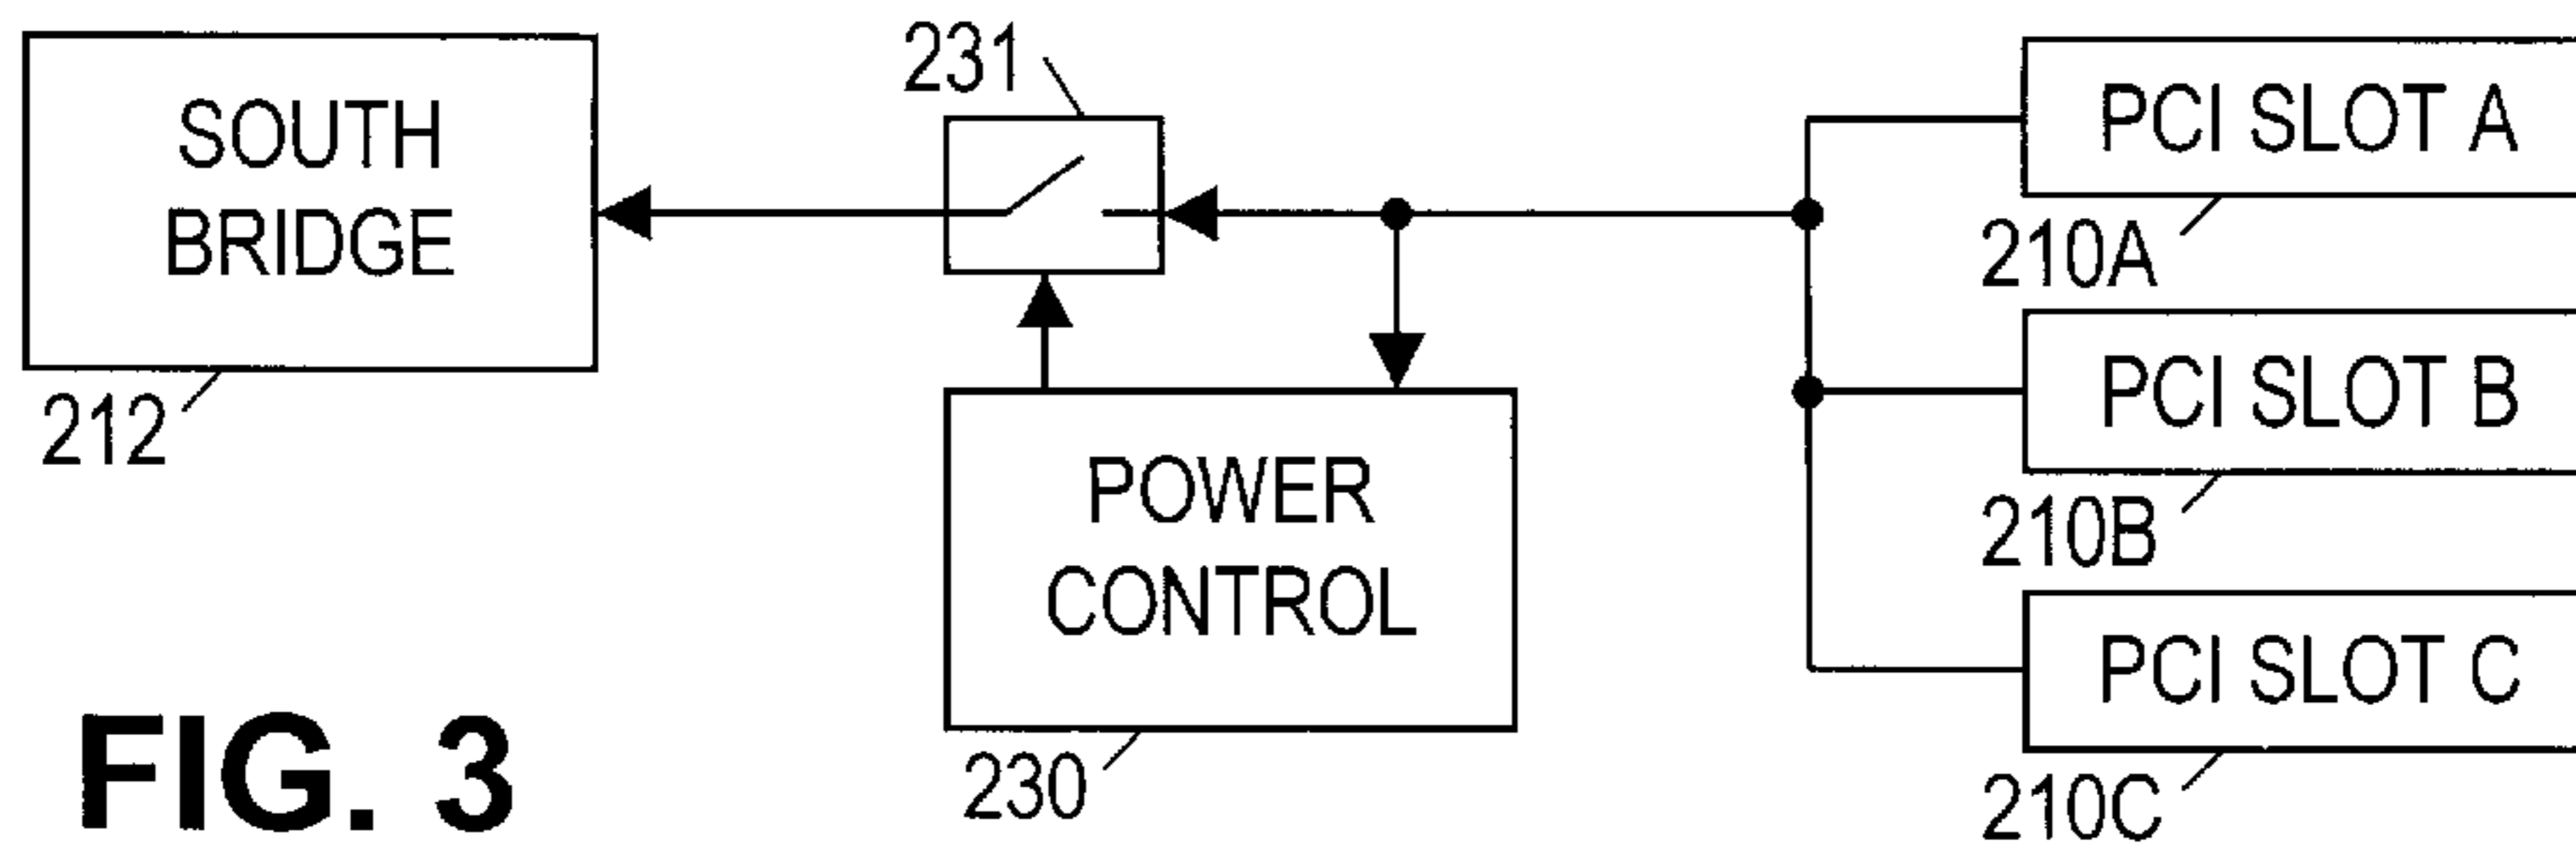 SOUTH
BRIDGE
212
231
POWER
CONTROL
230
PCI SLOT A
210A
PCI SLOT B
210B
PCI SLOT C
210C
FIG. 3